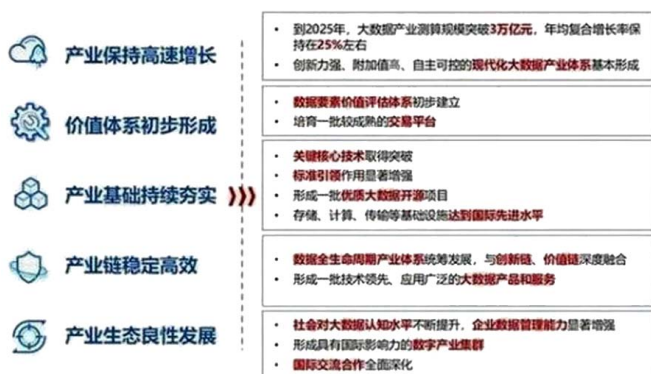 产业保持高速增长
到2025年，大数据产业测算规模突破3万亿元，年均复合增长率保
持在25%左右
创新力强、附加值高、自主可控的现代化大数据产业体系基本形成
价值体系初步形成
数据要素价值评估体系初步建立
培育一批较成熟的交易平台
产业基础持续夯实
关键核心技术取得突破
标准引领作用显著增强
形成一批优质大数据开源项目
存储、计算、传输等基础设施达到国际先进水平
产业链稳定高效
数据全生命周期产业体系统筹发展，与创新链、价值链深度融合
形成一批技术领先、应用广泛的大数据产品和服务
产业生态良性发展
社会对大数据认知水平不断提升，企业数据管理能力显著增强
形成具有国际影响力的数字产业集群
国际交流合作全面深化